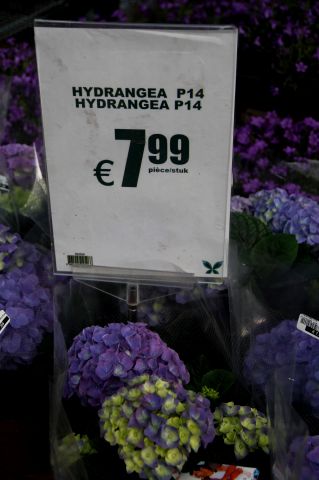 HYDRANGEA P14
HYDRANGEA P14
€ 7 99
pièce/stuk